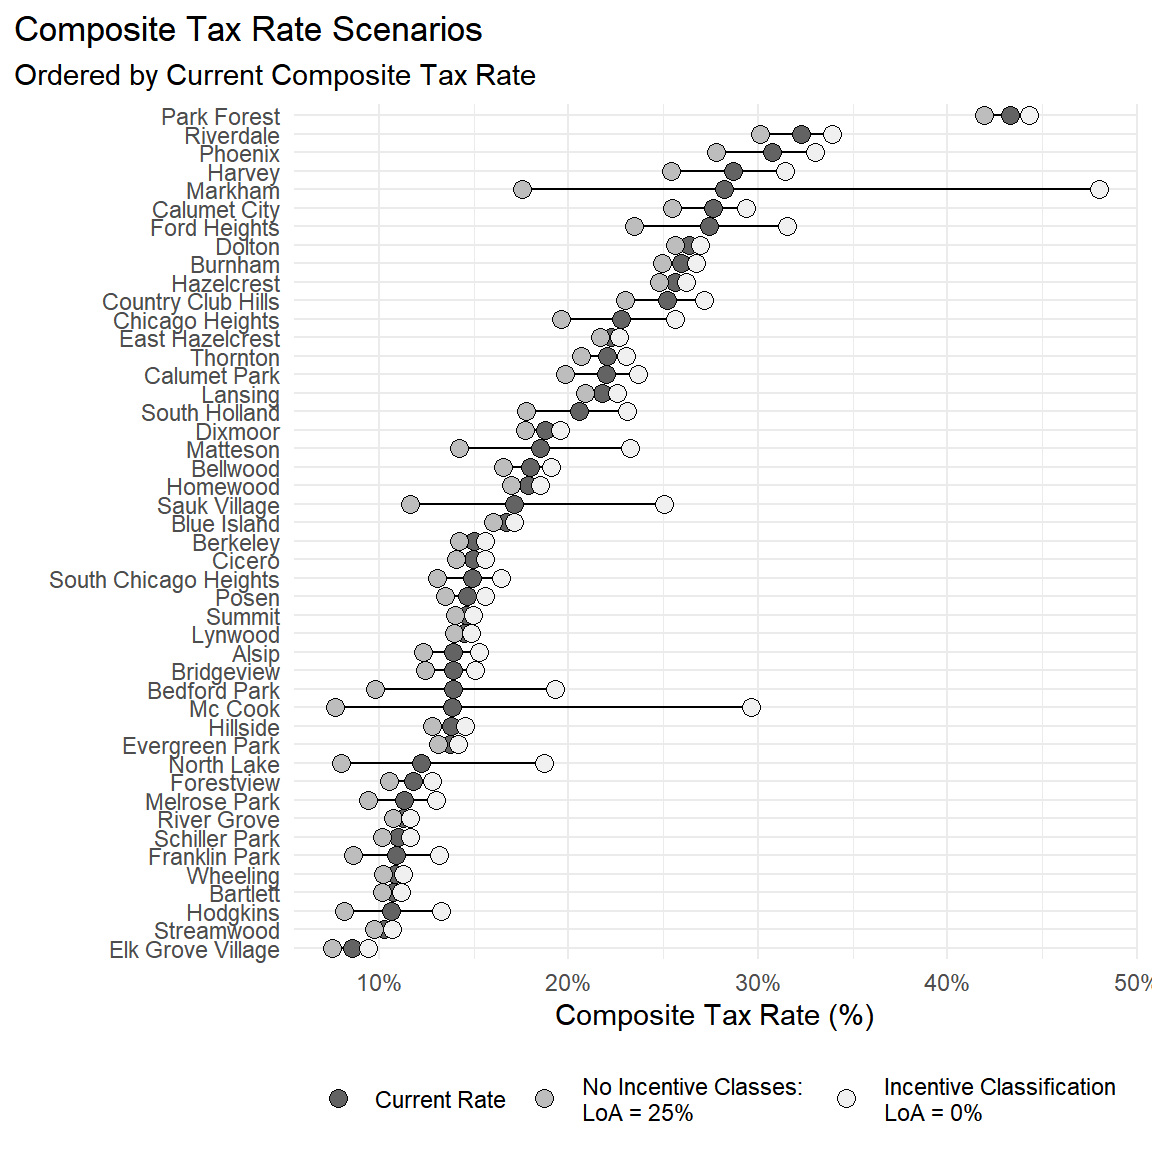 Composite Tax Rate Scenarios
Ordered by Current Composite Tax Rate
Park Forest
Riverdale
Phoenix
Harvey
Markham
Calumet City
Ford Heights
Dolton
Burnham
Hazelcrest
Country Club Hills
Chicago Heights
East Hazelcrest
Thornton
Calumet Park
Lansing
South Holland
Dixmoor
Matteson
Bellwood
Homewood
Sauk Village
Blue Island
Berkeley
Cicero
South Chicago Heights
Posen
Summit
Lynwood
Alsip
Bridgeview
Bedford Park
Mc Cook
Hillside
Evergreen Park
North Lake
Forestview
Melrose Park
River Grove
Schiller Park
Franklin Park
Wheeling
Bartlett
Hodgkins
Streamwood
Elk Grove Village
10% 20% 30% 40% 50%
Composite Tax Rate (%)
Current Rate
No Incentive Classes:
LoA = 25%
Incentive Classification
LoA = 0%